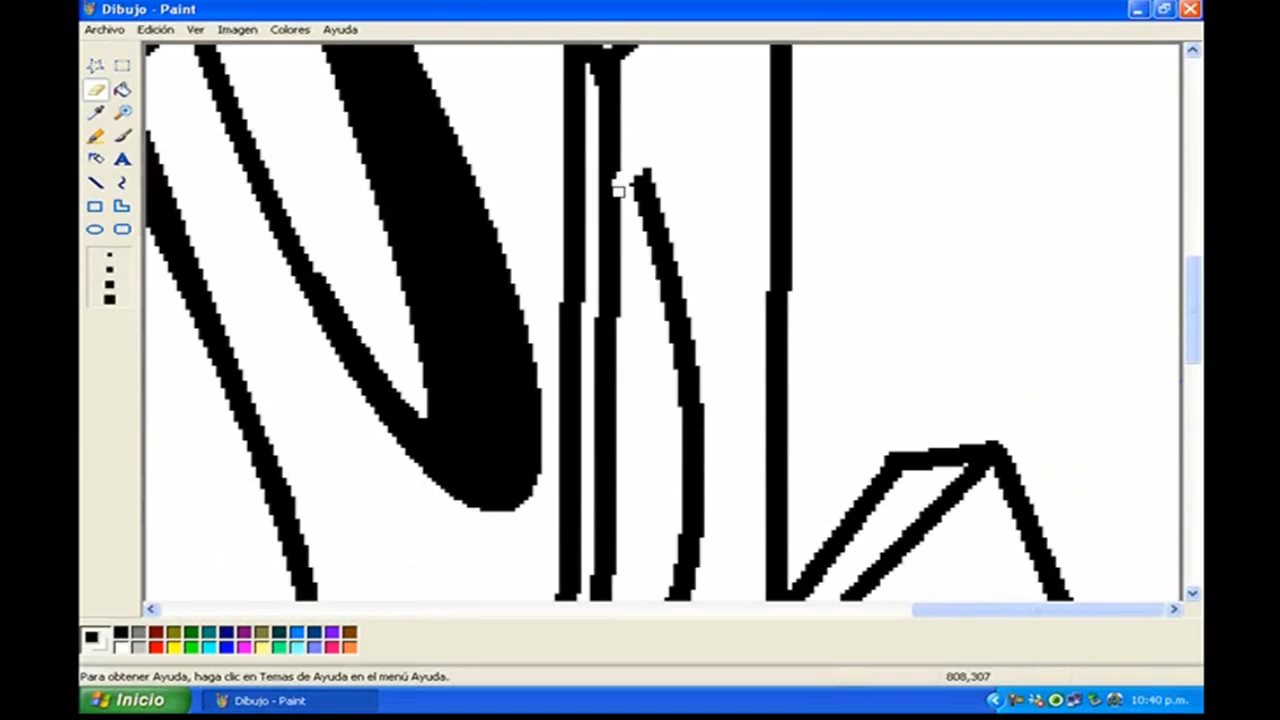 Dibujo - Paint
Archivo Edición Ver Imagen Colores Ayuda
Para obtener Ayuda, haga clic en Temas de Ayuda en el menú Ayuda.
808,307
Inicio
Dibujo - Paint
10:40 p.m.